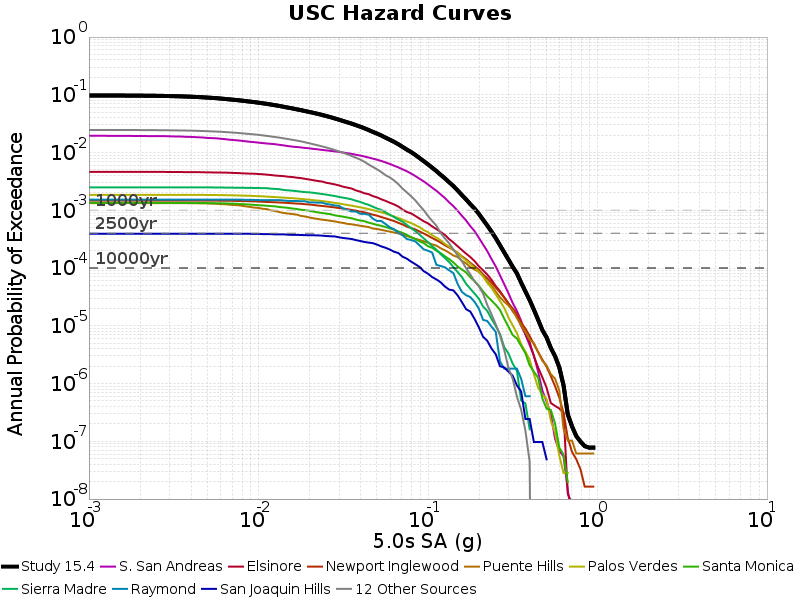 USC Hazard Curves
Annual Probability of Exceedance
10^0
10^-1
10^-2
10^-3
10^-4
10^-5
10^-6
10^-7
10^-8
1000yr
2500yr
10000yr
10^-3 10^-2 10^-1 10^0 10^1
5.0s SA (g)
Study 15.4 S. San Andreas Elsinore Newport Inglewood Puente Hills Palos Verdes Santa Monica
Sierra Madre Raymond San Joaquin Hills 12 Other Sources